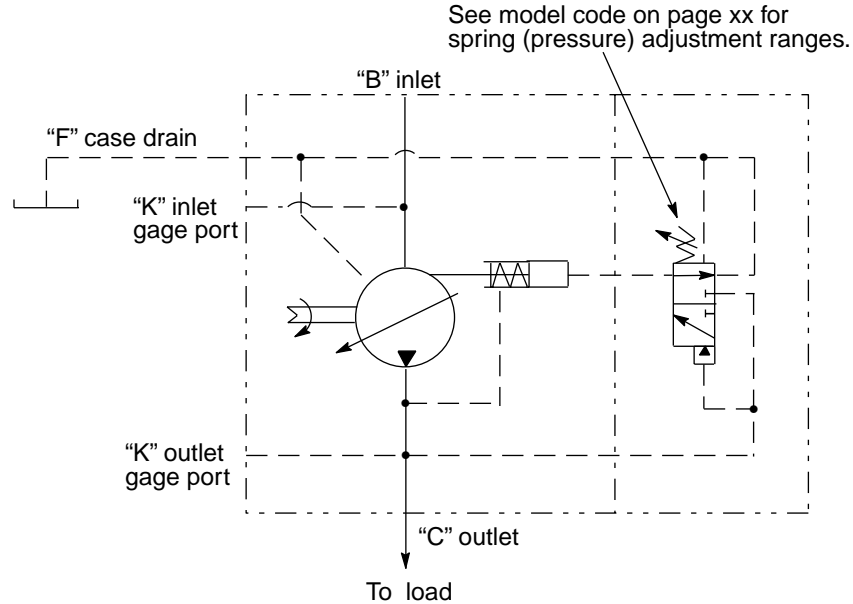 See model code on page xx for
spring (pressure) adjustment ranges.
“B” inlet
“F” case drain
“K” inlet
gage port
“K” outlet
gage port
“C” outlet
To load